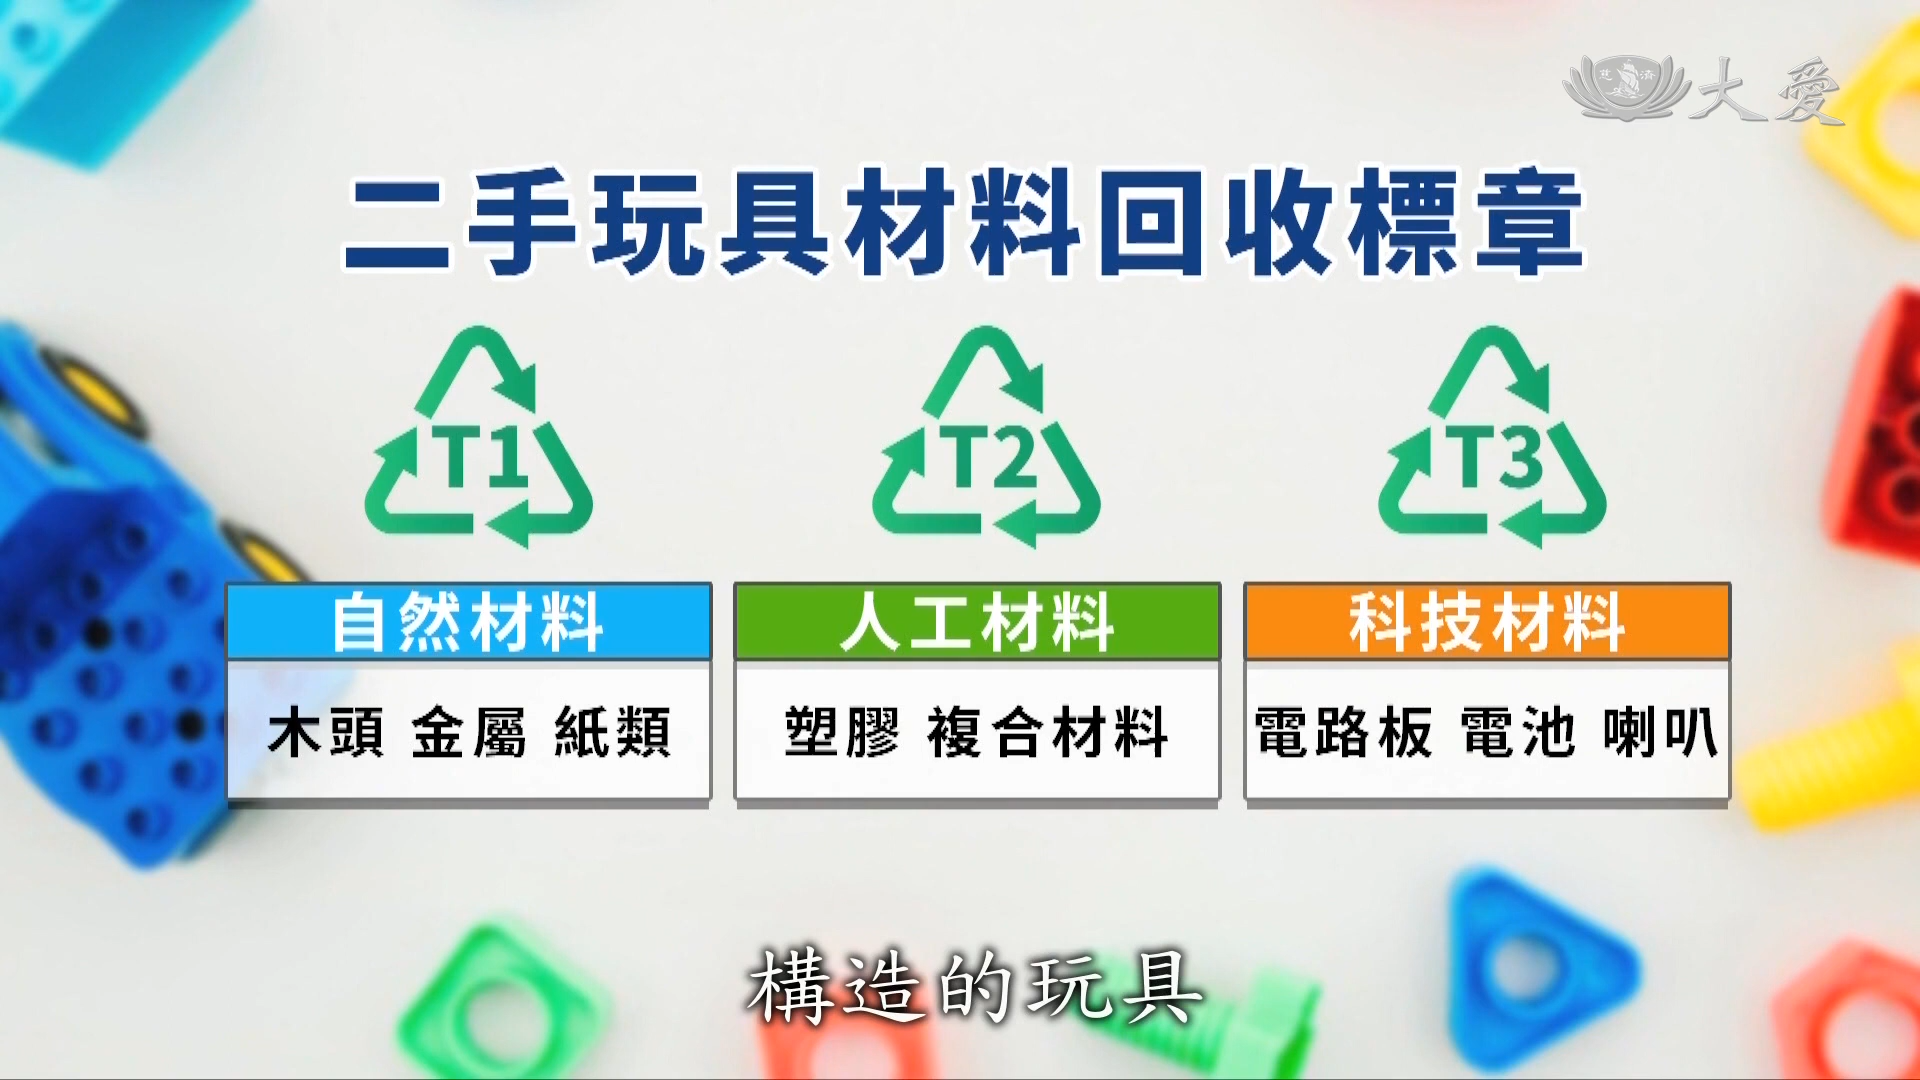 慈 濟
大愛
二手玩具材料回收標章
T1 T2 T3
自然材料 人工材料 科技材料
木頭 金屬 紙類 塑膠 複合材料 電路板 電池 喇叭
構造的玩具